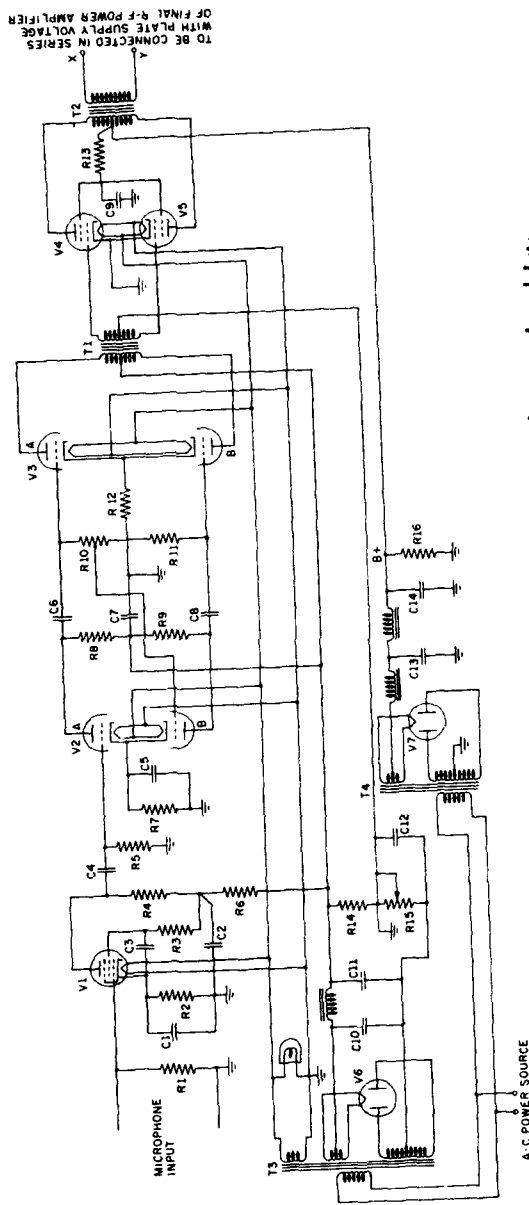 TO BE CONNECTED IN SERIES
WITH PLATE SUPPLY VOLTAGE
OF FINAL R-F POWER AMPLIFIER
X
Y
T2
R13
C9
V4
V5
T1
V3
A
B
R12
R10
R11
C6
C7
C8
R8
R9
V2
A
B
C5
R7
C4
R5
R4
R6
V1
C3
R3
C2
R2
C1
R1
MICROPHONE
INPUT
B+
R16
C14
C13
V7
T4
C12
R14
R15
C11
C10
V6
T3
A-C POWER SOURCE